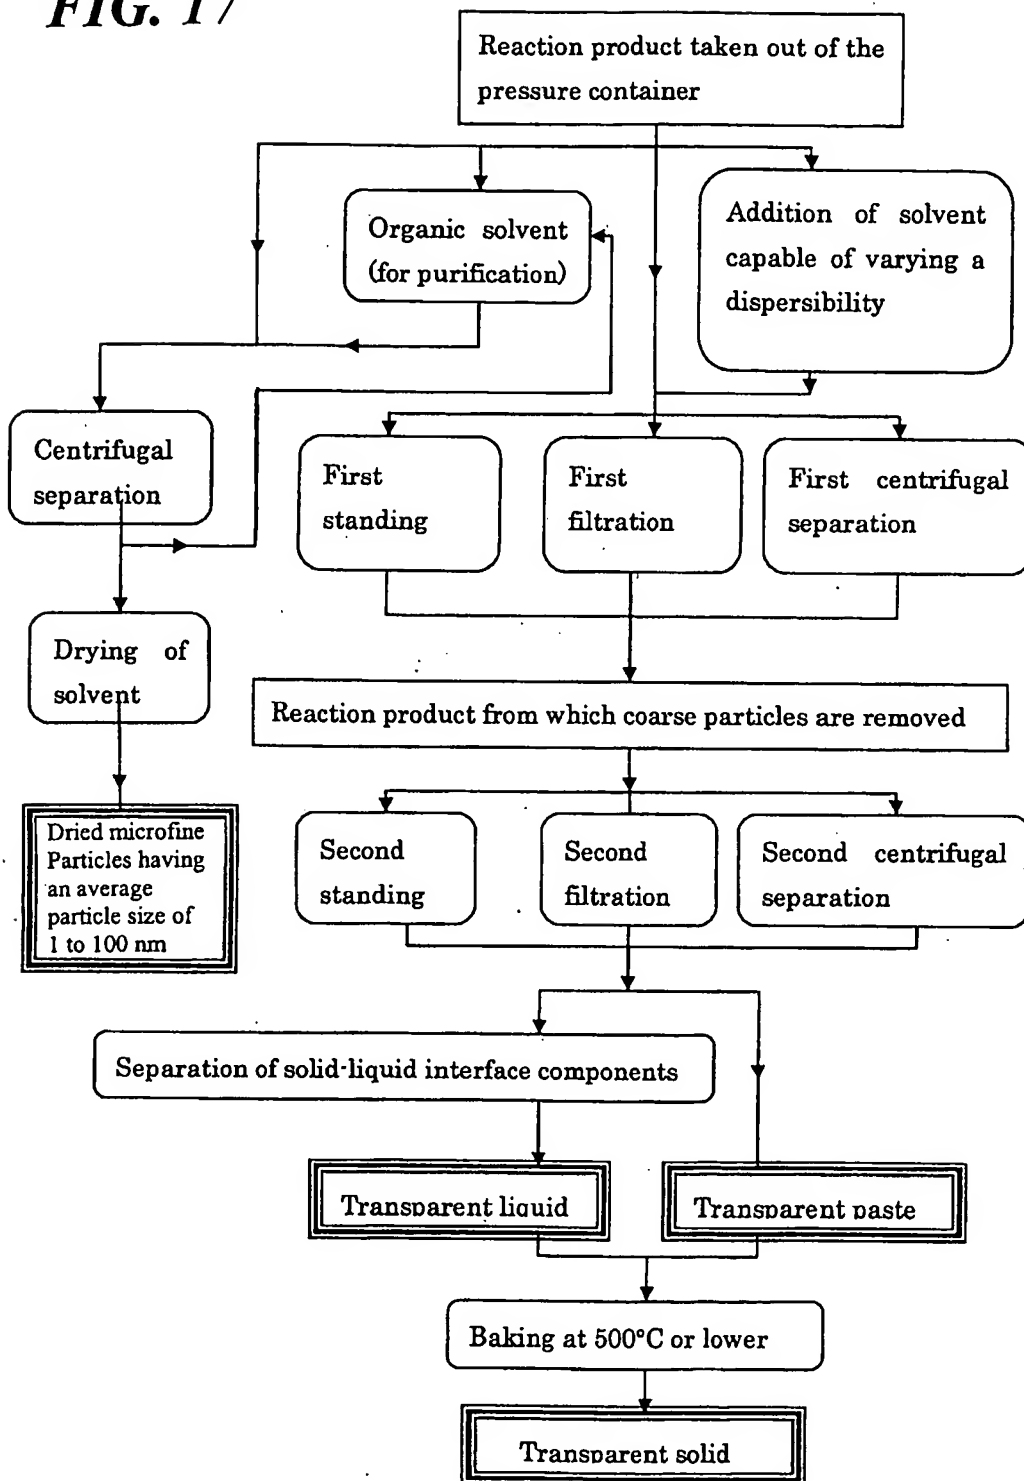 FIG. 17
Reaction product taken out of the
pressure container
Organic solvent
(for purification)
Addition of solvent
capable of varying a
dispersibility
Centrifugal
separation
First
standing
First
filtration
First centrifugal
separation
Drying of
solvent
Reaction product from which coarse particles are removed
Dried microfine
Particles having
an average
particle size of
1 to 100 nm
Second
standing
Second
filtration
Second centrifugal
separation
Separation of solid-liquid interface components
Transparent liquid
Transparent paste
Baking at 500°C or lower
Transparent solid